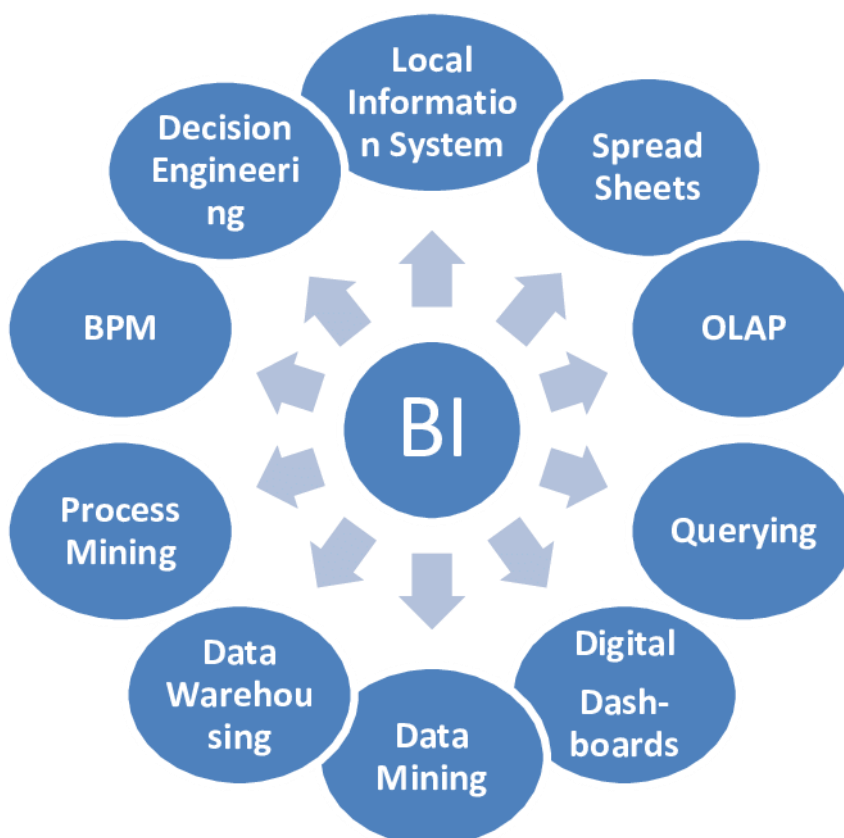 Local
Informatio
n System
Spread
Sheets
OLAP
Querying
Digital
Dash-
boards
Data
Mining
Data
Warehou
sing
Process
Mining
BPM
Decision
Engineeri
ng
BI